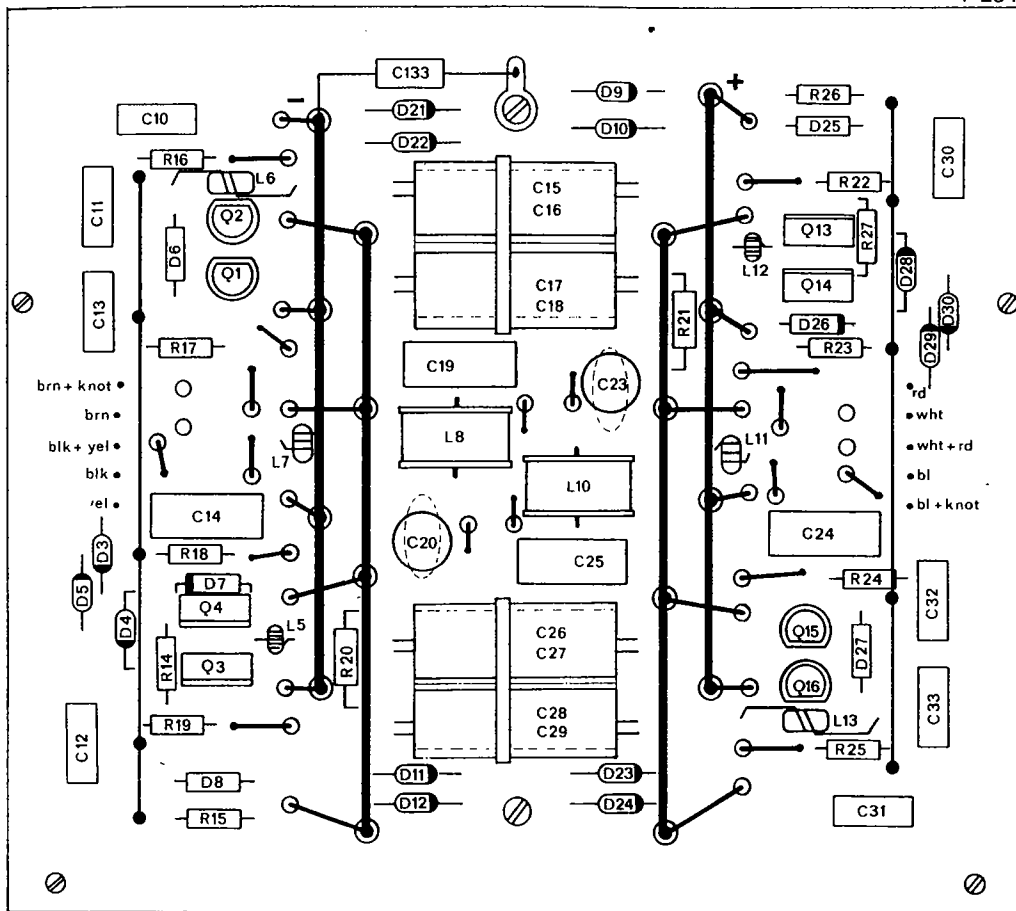 C133
D9
+
D21
R26
-
C10
D10
D25
D22
R16
L6
C30
C15
C16
R22
C11
Q2
Q13
R27
D6
L12
D28
Q1
C17
C18
Q14
C13
R21
D30
D26
D29
R17
C19
R23
brn + knot
C23
rd
brn
wht
L8
L11
blk + yel
wht + rd
L7
blk
bl
L10
yel
bl + knot
C14
C24
C20
D3
R18
C25
D5
D7
R24
C32
Q4
D4
L5
C26
C27
Q15
R14
R20
D27
Q3
Q16
C33
C28
C29
R19
L13
C12
R25
D11
D23
D8
D12
D24
R15
C31